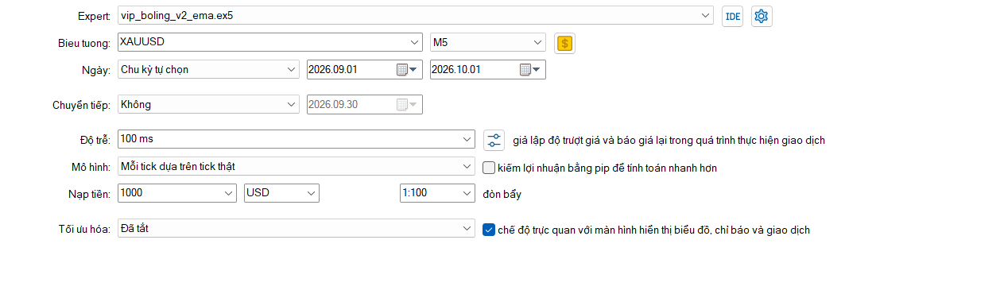 Expert: vip_boling_v2_ema.ex5 IDE
Bieu tuong: XAUUSD M5 $
Ngày: Chu kỳ tự chọn 2026.09.01 2026.10.01
Chuyển tiếp: Không 2026.09.30
Độ trễ: 100 ms giả lập độ trượt giá và báo giá lại trong quá trình thực hiện giao dịch
Mô hình: Mỗi tick dựa trên tick thật kiếm lợi nhuận bằng pip để tính toán nhanh hơn
Nạp tiền: 1000 USD 1:100 đòn bẩy
Tối ưu hóa: Đã tắt chế độ trực quan với màn hình hiển thị biểu đồ, chỉ báo và giao dịch